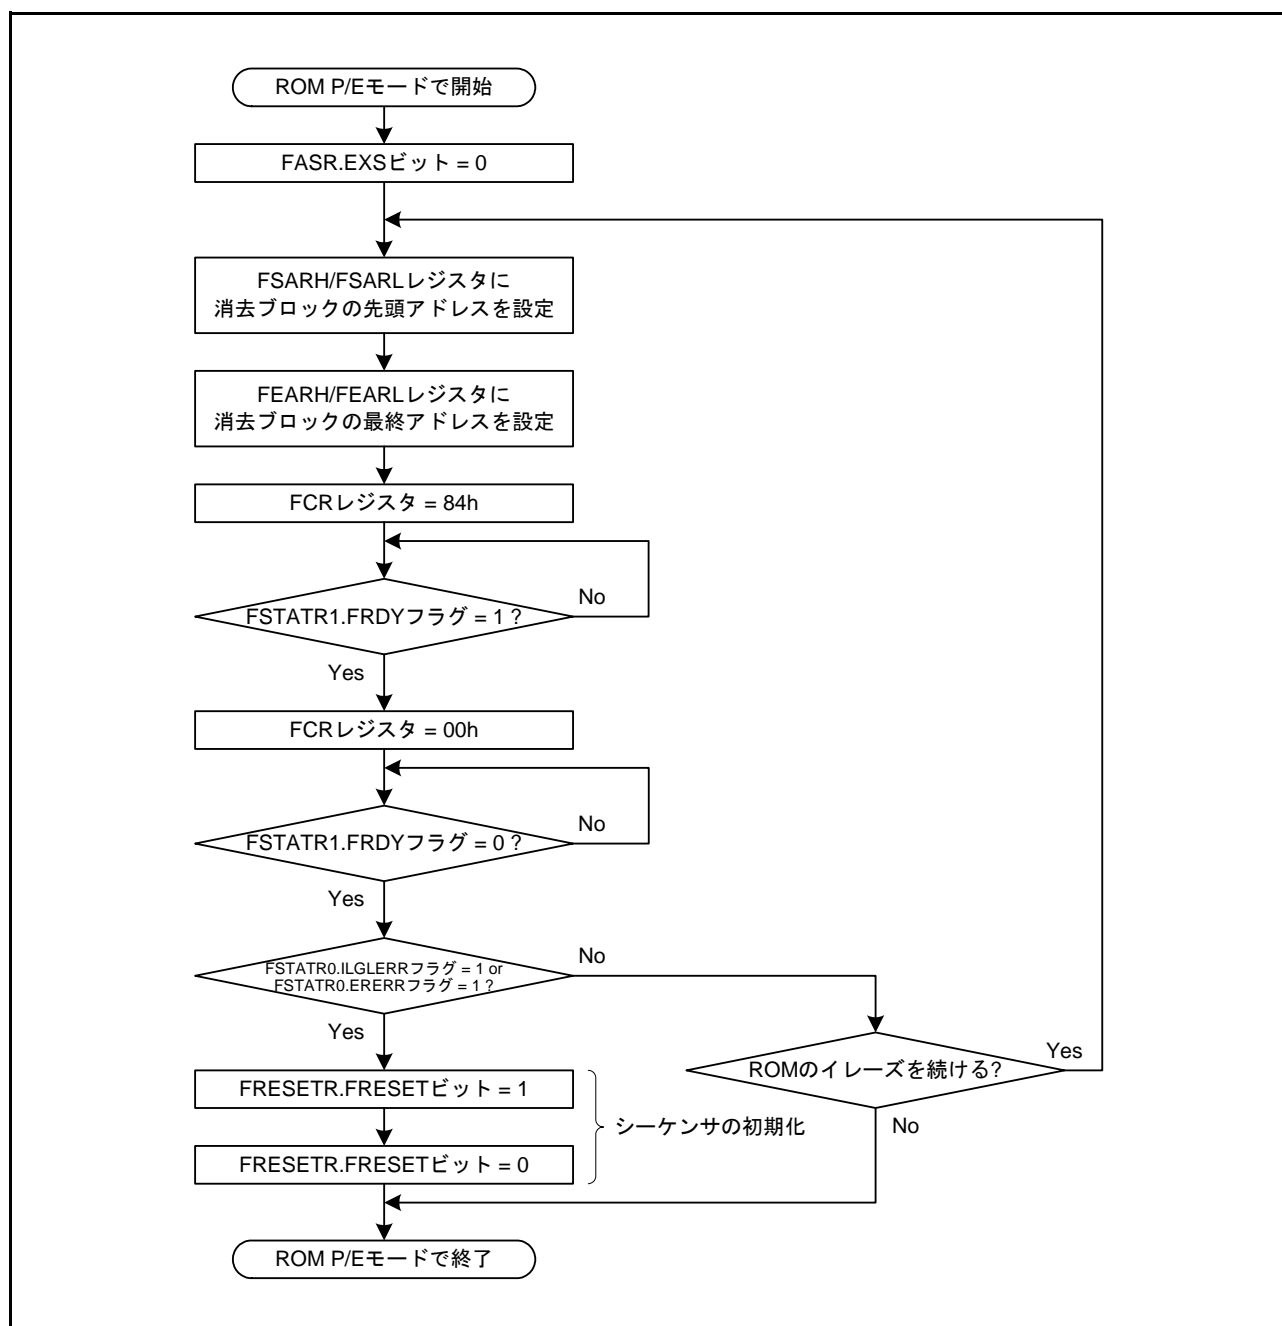 ROM P/Eモードで開始
FASR.EXSビット = 0
FSARH/FSARLレジスタに
消去ブロックの先頭アドレスを設定
FEARH/FEARLレジスタに
消去ブロックの最終アドレスを設定
FCRレジスタ = 84h
No
FSTATR1.FRDYフラグ = 1 ?
Yes
FCRレジスタ = 00h
No
FSTATR1.FRDYフラグ = 0 ?
Yes
No
FSTATR0.ILGLERRフラグ = 1 or
FSTATR0.ERERRフラグ = 1 ?
Yes
Yes
ROMのイレーズを続ける?
No
FRESETR.FRESETビット = 1
シーケンサの初期化
FRESETR.FRESETビット = 0
ROM P/Eモードで終了